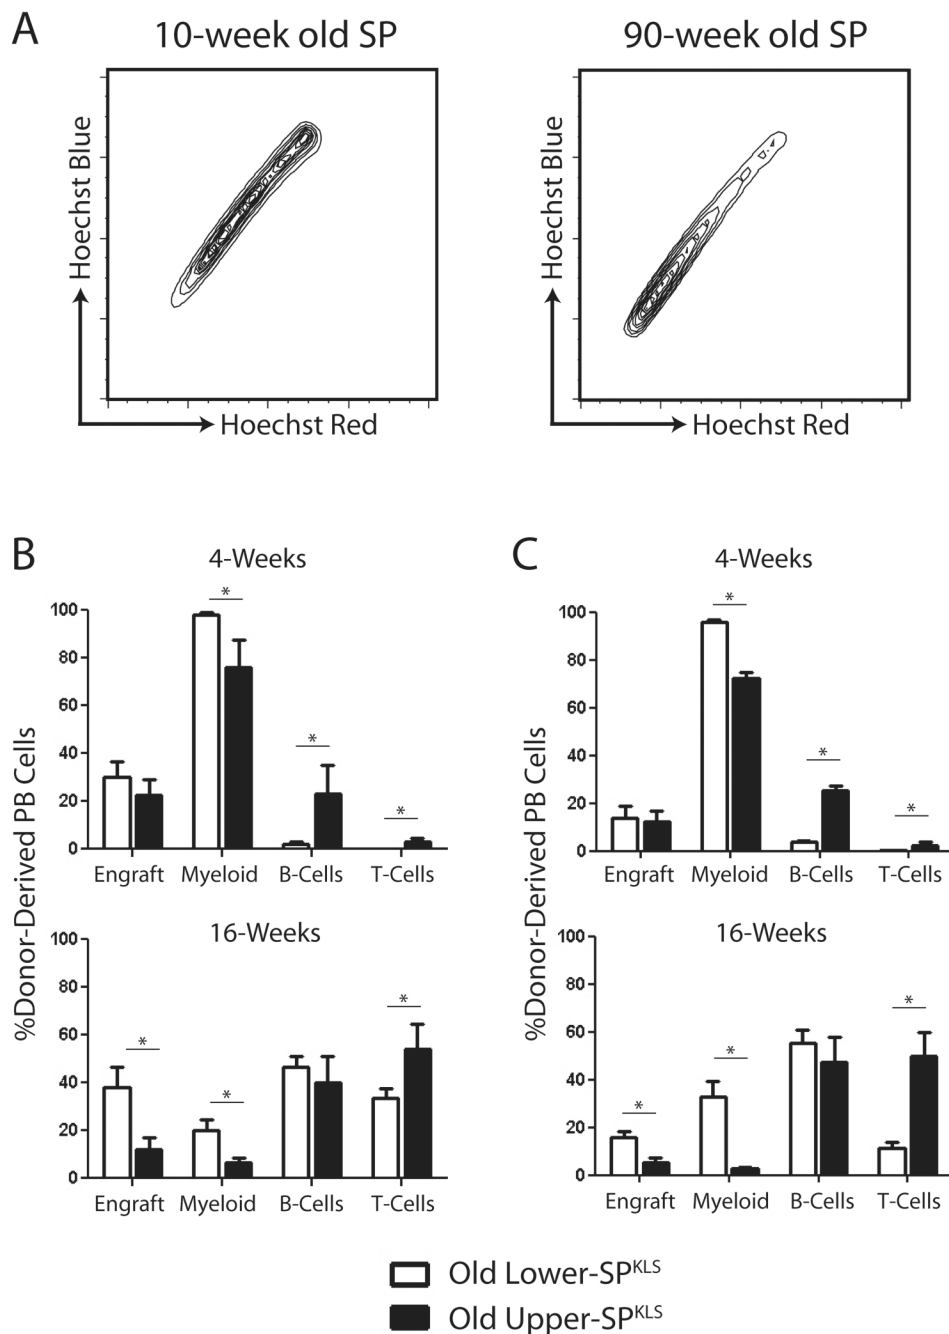 A
10-week old SP
90-week old SP
Hoechst Blue
Hoechst Red
Hoechst Blue
Hoechst Red
B
4-Weeks
%Donor-Derived PB Cells
100
80
60
40
20
0
*
*
*
Engraft Myeloid B-Cells T-Cells
16-Weeks
100
80
60
40
20
0
*
*
*
Engraft Myeloid B-Cells T-Cells
C
4-Weeks
%Donor-Derived PB Cells
100
80
60
40
20
0
*
*
*
Engraft Myeloid B-Cells T-Cells
16-Weeks
100
80
60
40
20
0
*
*
*
Engraft Myeloid B-Cells T-Cells
Old Lower-SP^KLS
Old Upper-SP^KLS